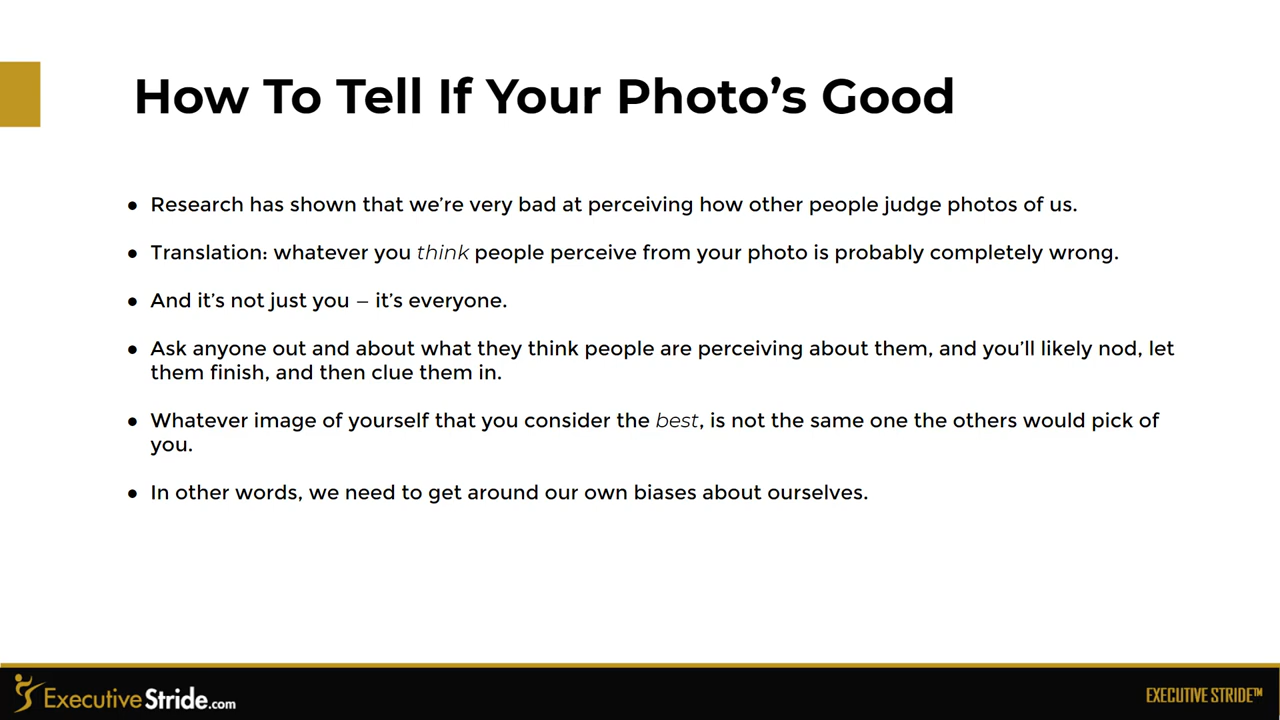 How To Tell If Your Photo’s Good
● Research has shown that we’re very bad at perceiving how other people judge photos of us.
● Translation: whatever you think people perceive from your photo is probably completely wrong.
● And it’s not just you – it’s everyone.
● Ask anyone out and about what they think people are perceiving about them, and you’ll likely nod, let
them finish, and then clue them in.
● Whatever image of yourself that you consider the best, is not the same one the others would pick of
you.
● In other words, we need to get around our own biases about ourselves.
ExecutiveStride.com
EXECUTIVE STRIDE™